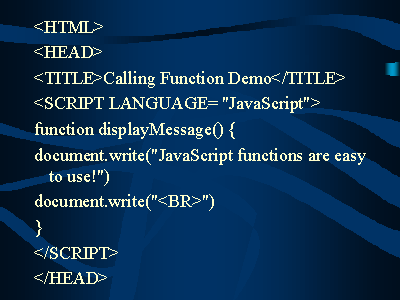 <HTML>
<HEAD>
<TITLE>Calling Function Demo</TITLE>
<SCRIPT LANGUAGE= "JavaScript">
function displayMessage() {
document.write("JavaScript functions are easy
to use!")
document.write("<BR>")
}
</SCRIPT>
</HEAD>